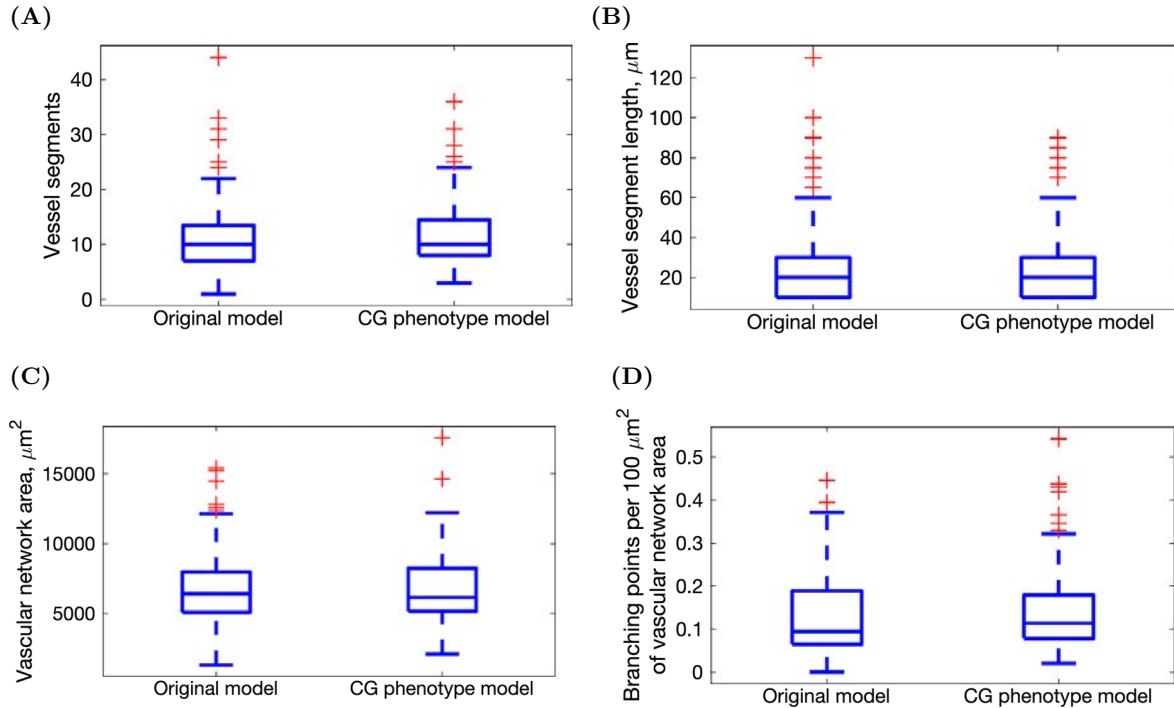 (A)
Vessel segments
40
30
20
10
0
Original model
CG phenotype model
(B)
Vessel segment length, μm
120
100
80
60
40
20
Original model
CG phenotype model
(C)
Vascular network area, μm²
15000
10000
5000
Original model
CG phenotype model
(D)
Branching points per 100 μm²
of vascular network area
0.5
0.4
0.3
0.2
0.1
0
Original model
CG phenotype model